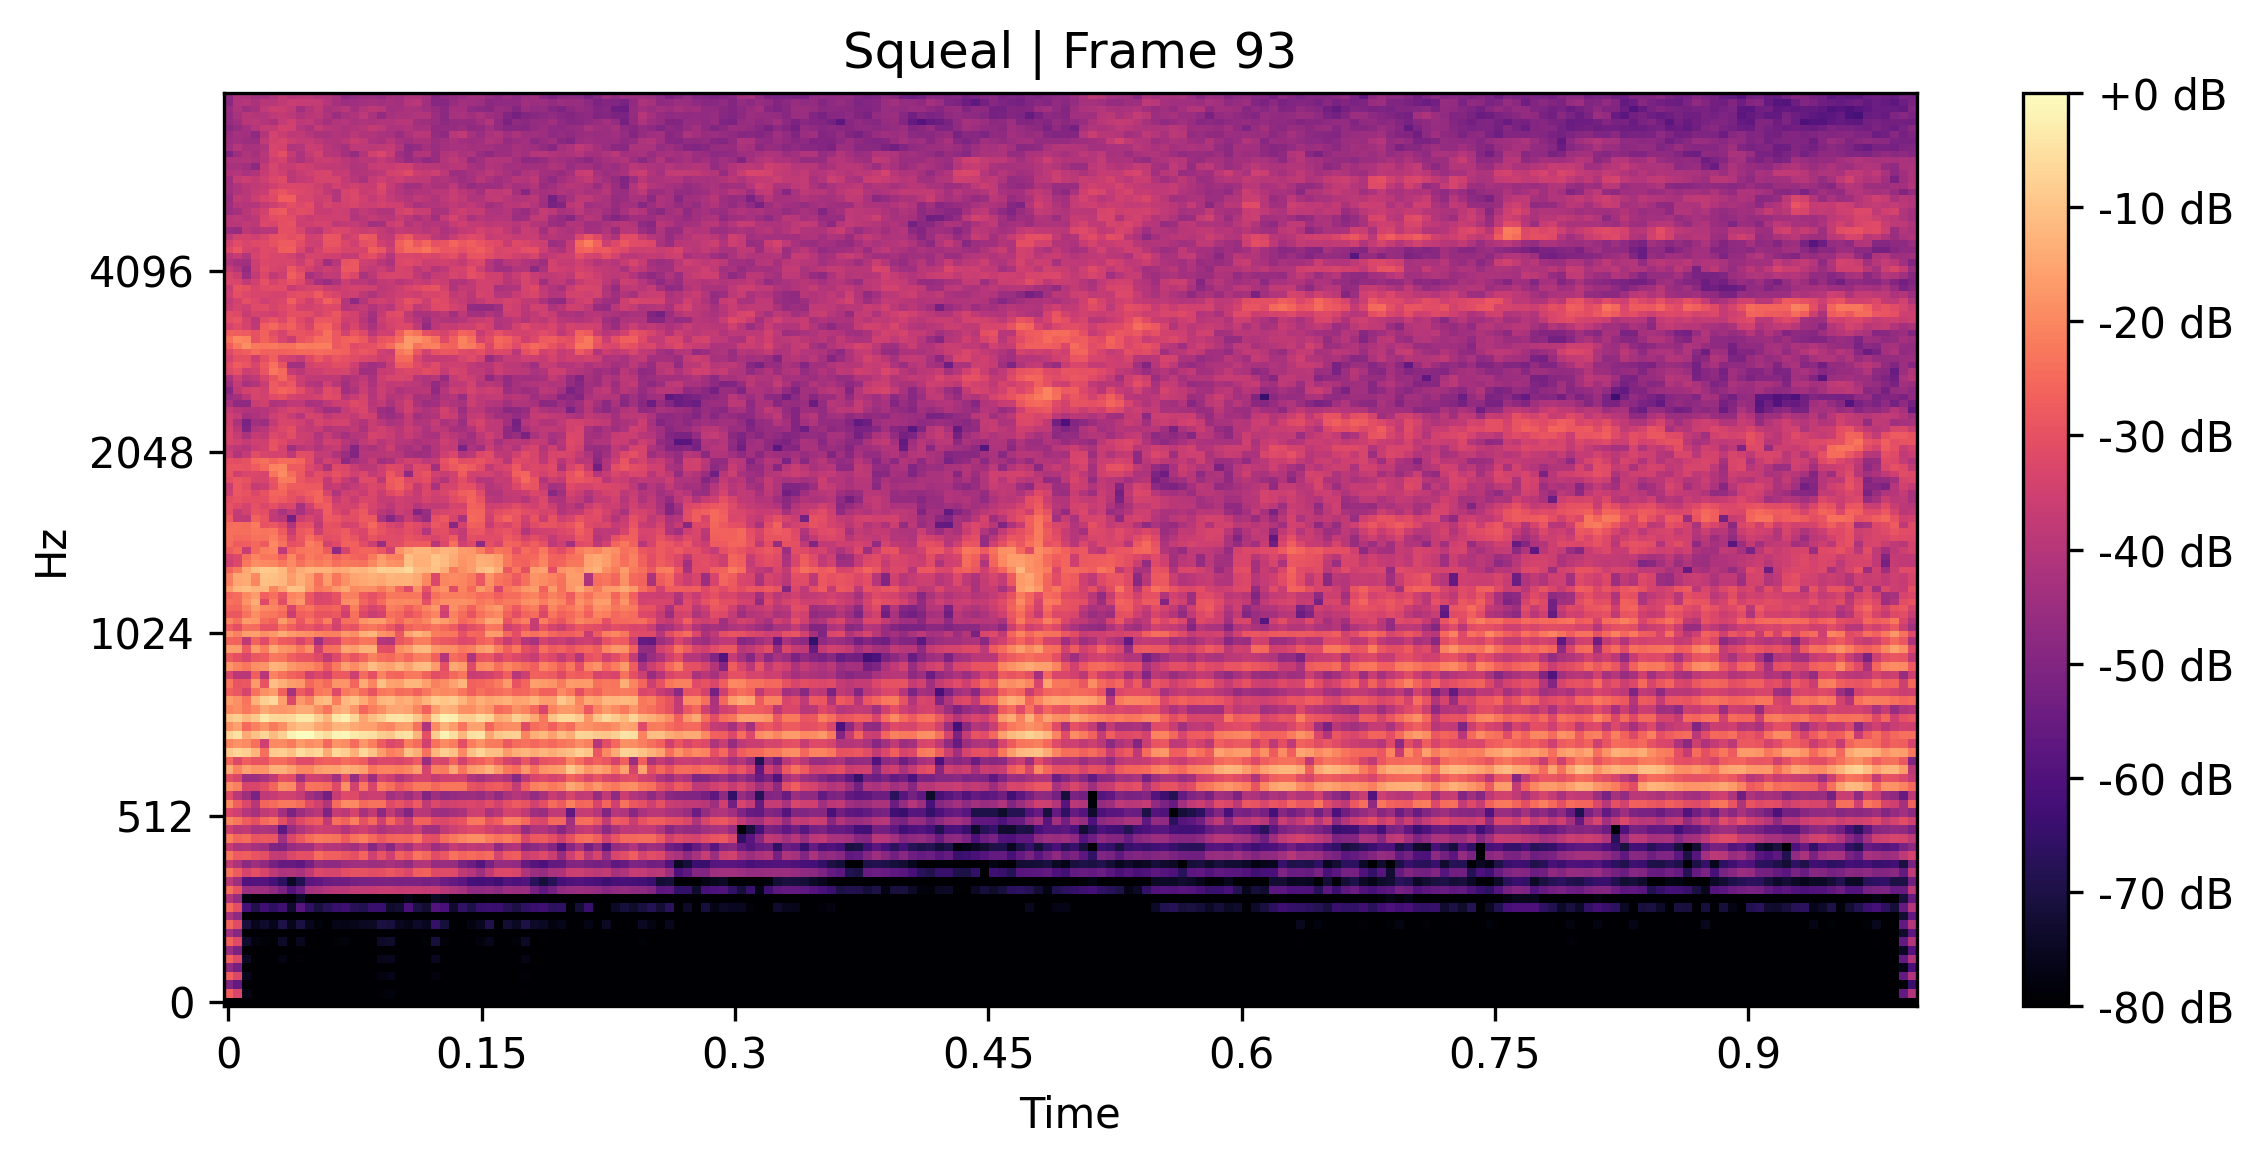 Squeal | Frame 93
Hz
4096
2048
1024
512
0
0 0.15 0.3 0.45 0.6 0.75 0.9
Time
+0 dB
-10 dB
-20 dB
-30 dB
-40 dB
-50 dB
-60 dB
-70 dB
-80 dB